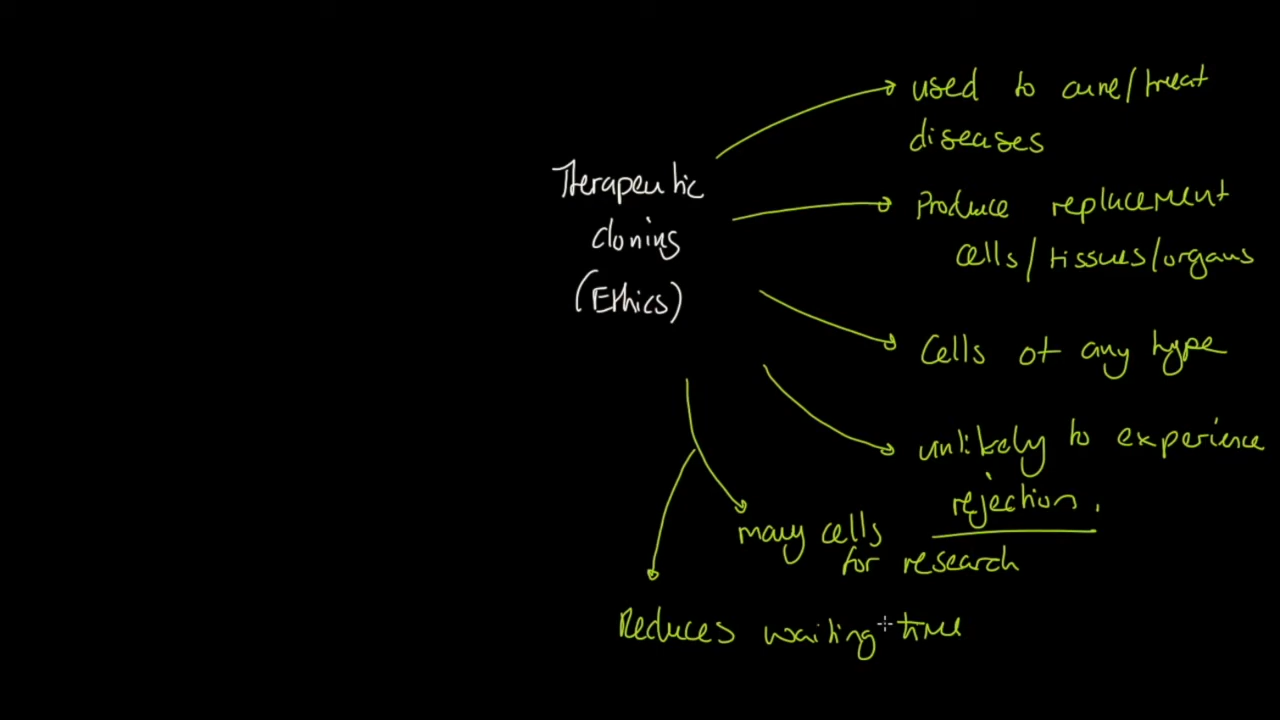 Therapeutic
cloning
(Ethics)
used to cure/treat
diseases
Produce replacement
cells/tissues/organs
Cells of any type
unlikely to experience
rejection.
many cells
for research
Reduces waiting time